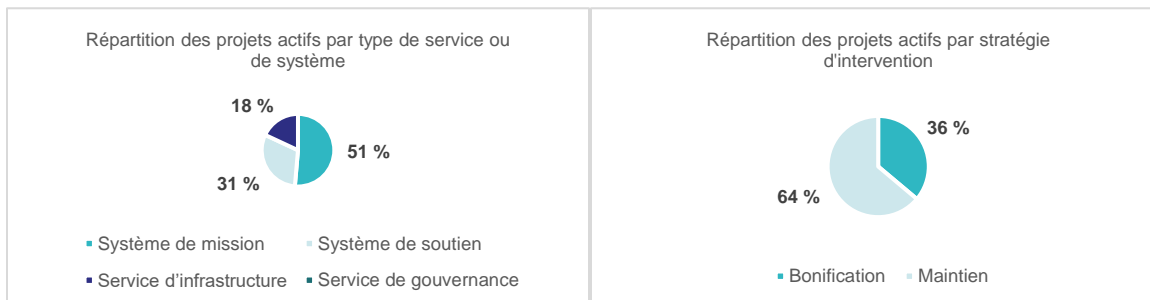 Répartition des projets actifs par type de service ou
de système
18 %
51 %
31 %
Système de mission
Système de soutien
Service d'infrastructure
Service de gouvernance
Répartition des projets actifs par stratégie
d'intervention
36 %
64 %
Bonification
Maintien